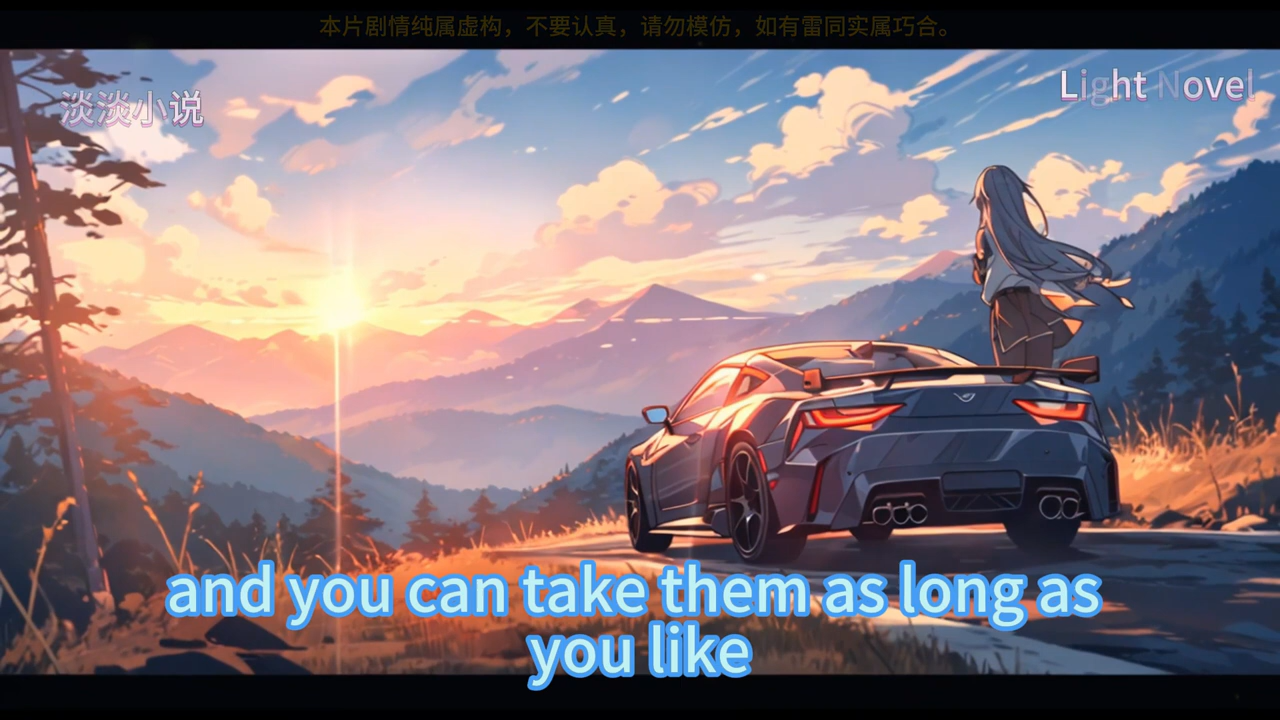 本片剧情纯属虚构，不要认真，请勿模仿，如有雷同实属巧合。
淡淡小说
Light Novel
and you can take them as long as
you like